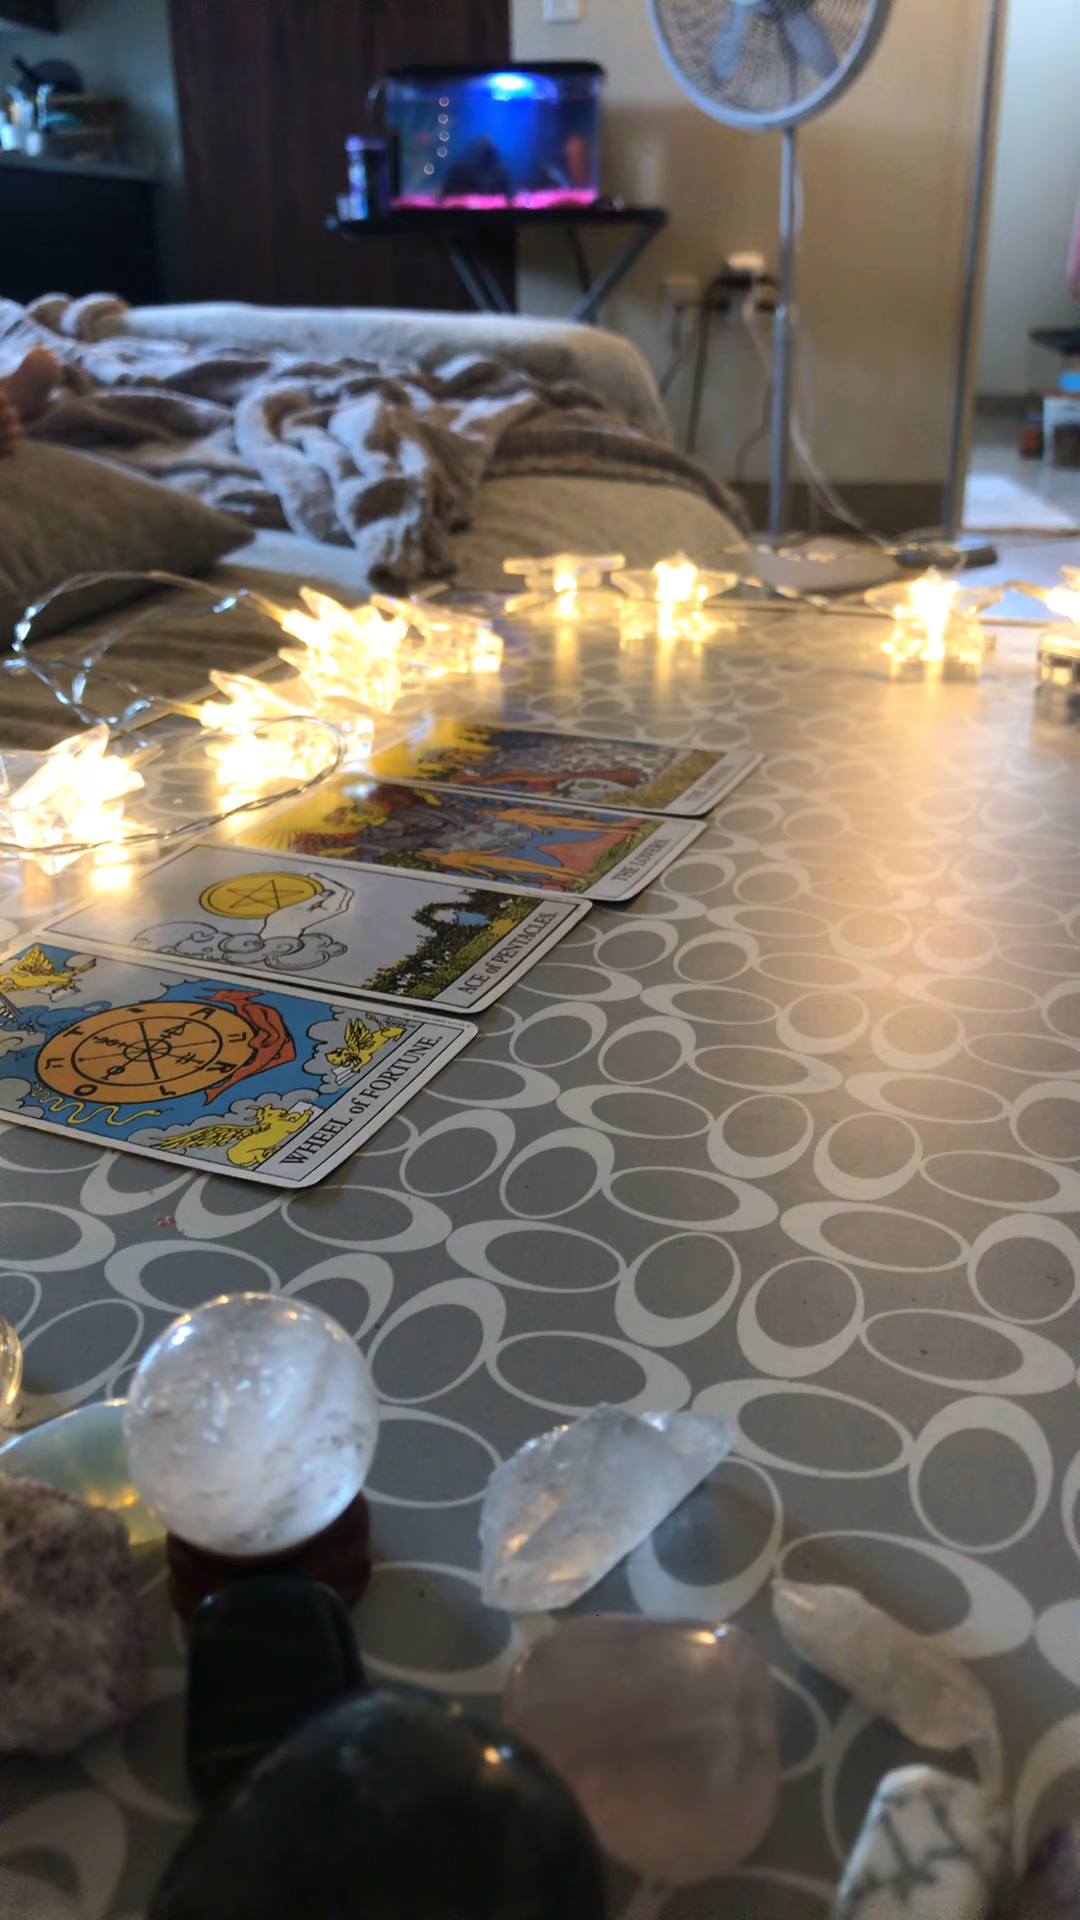 THE LOVERS.
ACE of PENTACLES.
WHEEL of FORTUNE.
T
A
R
O